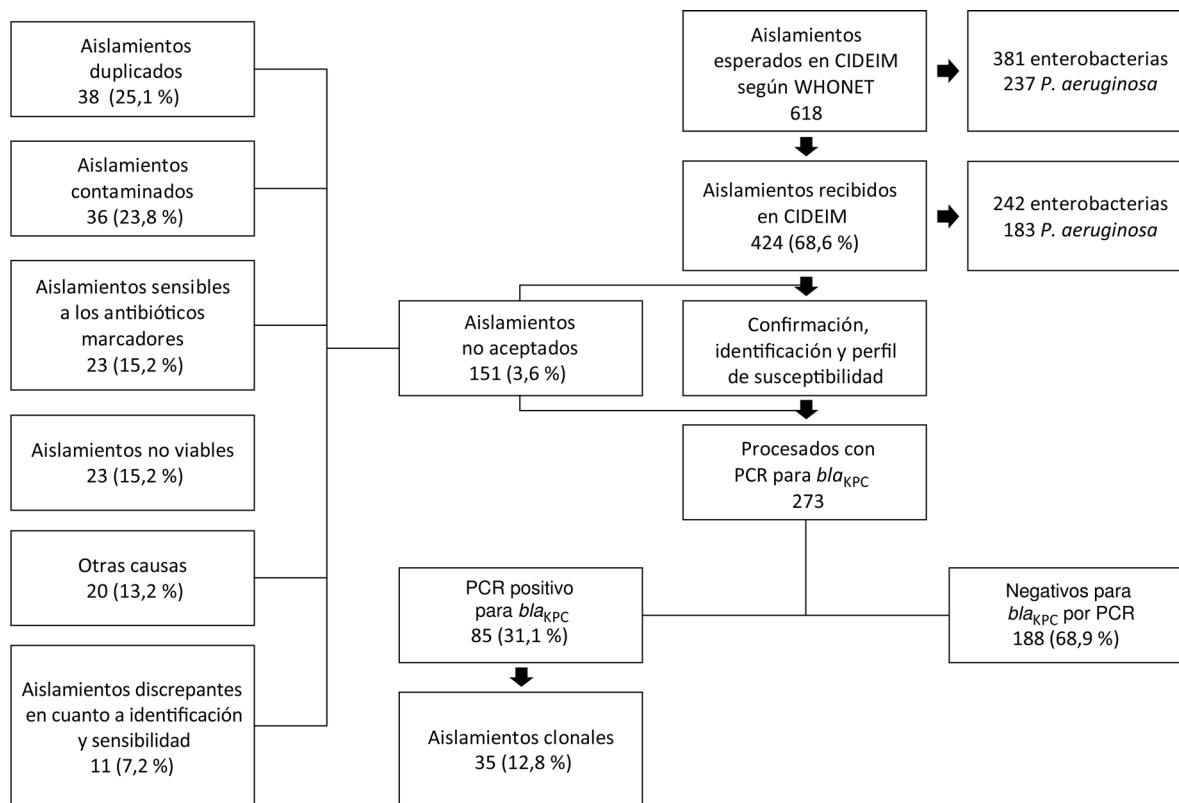 Aislamientos
duplicados
38 (25,1 %)
Aislamientos
contaminados
36 (23,8 %)
Aislamientos sensibles
a los antibióticos
marcadores
23 (15,2 %)
Aislamientos no viables
23 (15,2 %)
Otras causas
20 (13,2 %)
Aislamientos discrepantes
en cuanto a identificación
y sensibilidad
11 (7,2 %)
Aislamientos
no aceptados
151 (3,6 %)
Aislamientos
esperados en CIDEIM
según WHONET
618
381 enterobacterias
237 P. aeruginosa
Aislamientos recibidos
en CIDEIM
424 (68,6 %)
242 enterobacterias
183 P. aeruginosa
Confirmación,
identificación y perfil
de susceptibilidad
Procesados con
PCR para blaKPC
273
PCR positivo
para blaKPC
85 (31,1 %)
Negativos para
blaKPC por PCR
188 (68,9 %)
Aislamientos clonales
35 (12,8 %)